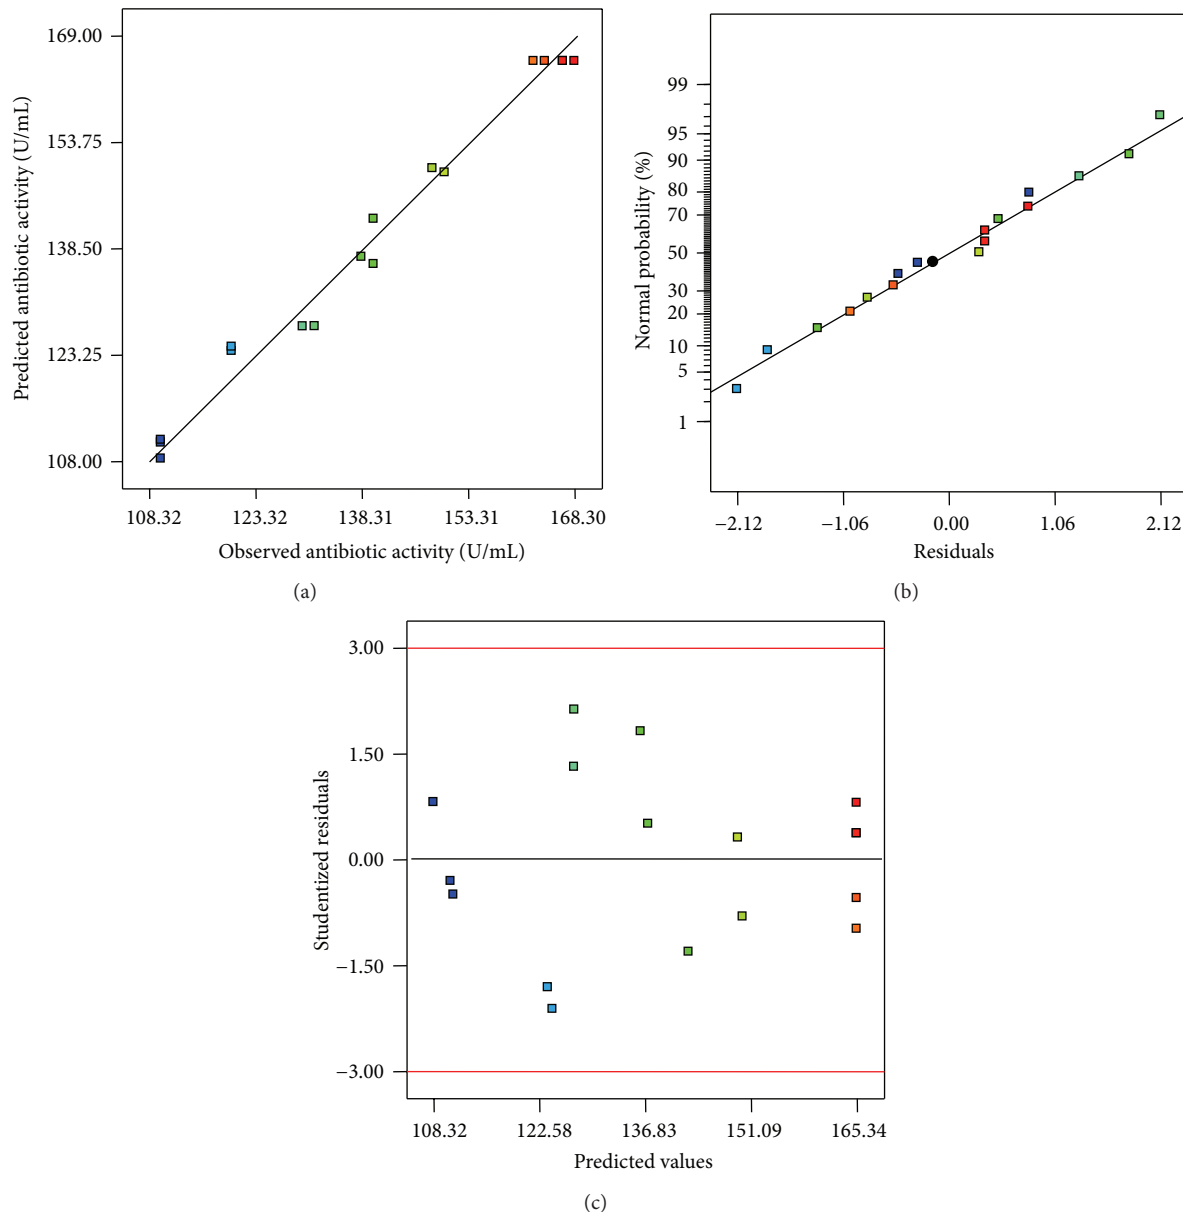 169.00
153.75
138.50
123.25
108.00
Predicted antibiotic activity (U/mL)
108.32 123.32 138.31 153.31 168.30
Observed antibiotic activity (U/mL)
(a)
99
95
90
80
70
50
30
20
10
5
1
Normal probability (%)
−2.12 −1.06 0.00 1.06 2.12
Residuals
(b)
3.00
1.50
0.00
−1.50
−3.00
Studentized residuals
108.32 122.58 136.83 151.09 165.34
Predicted values
(c)